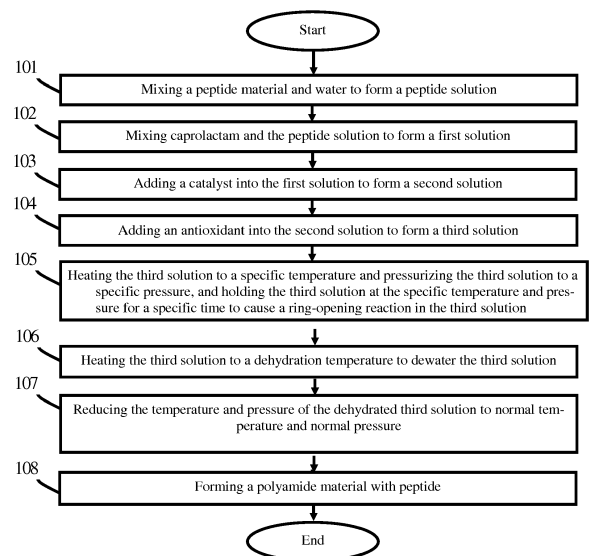 Start
101
Mixing a peptide material and water to form a peptide solution
102
Mixing caprolactam and the peptide solution to form a first solution
103
Adding a catalyst into the first solution to form a second solution
104
Adding an antioxidant into the second solution to form a third solution
105
Heating the third solution to a specific temperature and pressurizing the third solution to a
specific pressure, and holding the third solution at the specific temperature and pres-
sure for a specific time to cause a ring-opening reaction in the third solution
106
Heating the third solution to a dehydration temperature to dewater the third solution
107
Reducing the temperature and pressure of the dehydrated third solution to normal tem-
perature and normal pressure
108
Forming a polyamide material with peptide
End